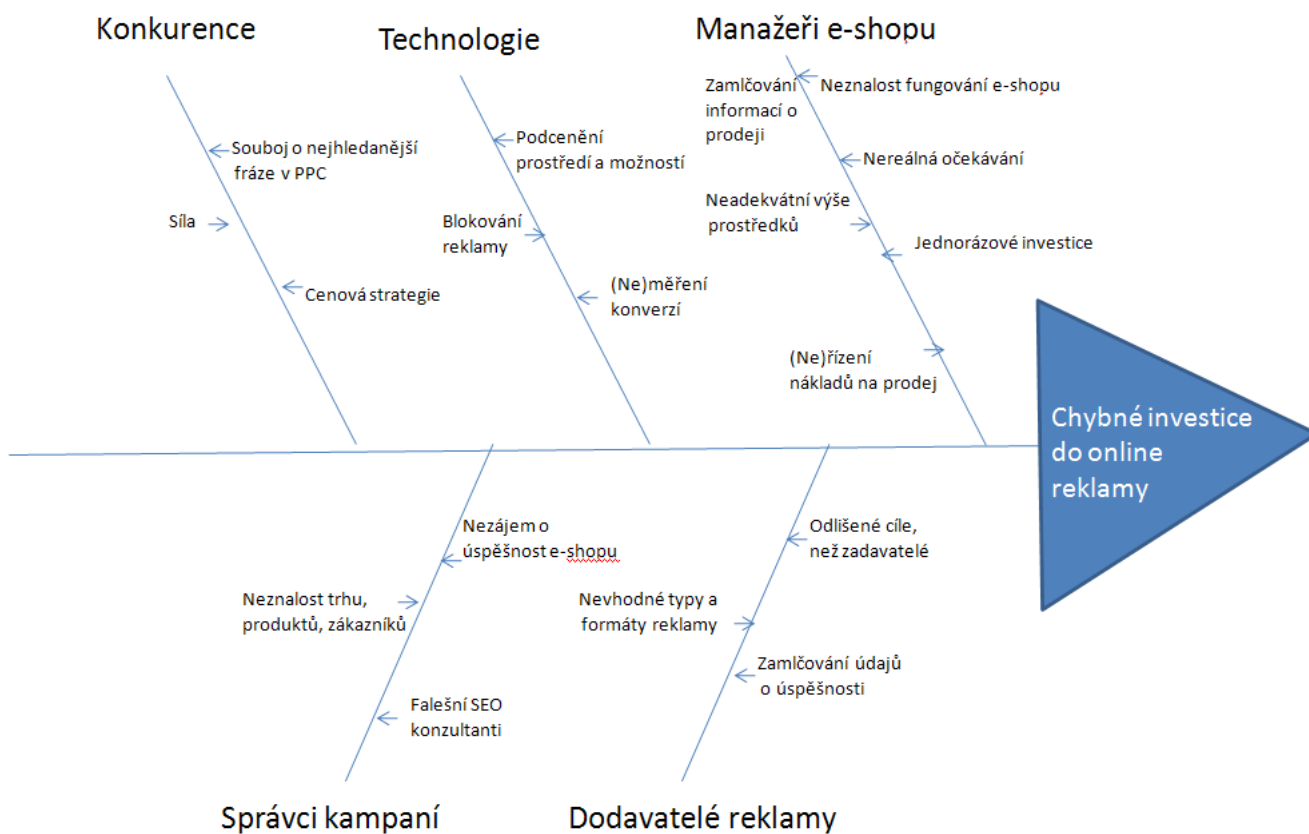 Konkurence
Technologie
Manažeři e-shopu
Souboj o nejhledanější
fráze v PPC
Síla
Cenová strategie
Podcenění
prostředí a možností
Blokování
reklamy
(Ne)měření
konverzí
Zamlčování
informací o
prodeji
Neznalost fungování e-shopu
Nereálná očekávání
Neadekvátní výše
prostředků
Jednorázové investice
(Ne)řízení
nákladů na prodej
Chybné investice
do online
reklamy
Nezájem o
úspěšnost e-shopu
Neznalost trhu,
produktů, zákazníků
Falešní SEO
konzultanti
Odlišené cíle,
než zadavatelé
Nevhodné typy a
formáty reklamy
Zamlčování údajů
o úspěšnosti
Správci kampaní
Dodavatelé reklamy